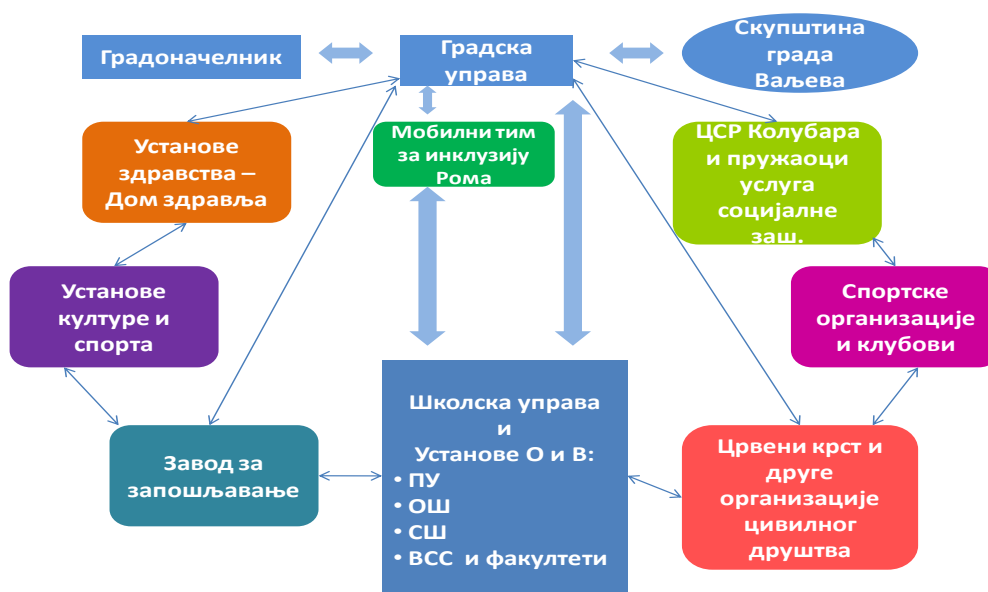 Градоначелник
Градска
управа
Скупштина
града
Ваљева
Установе
здравства –
Дом здравља
Мобилни тим
за инклузију
Рома
ЦСР Колубара
и пружаоци
услуга
социјалне
заш.
Установе
културе и
спорта
Спортске
организације
и клубови
Школска управа
и
Установе О и В:
• ПУ
• ОШ
• СШ
• ВСС и факултети
Завод за
запошљавање
Црвени крст и
друге
организације
цивилног
друштва